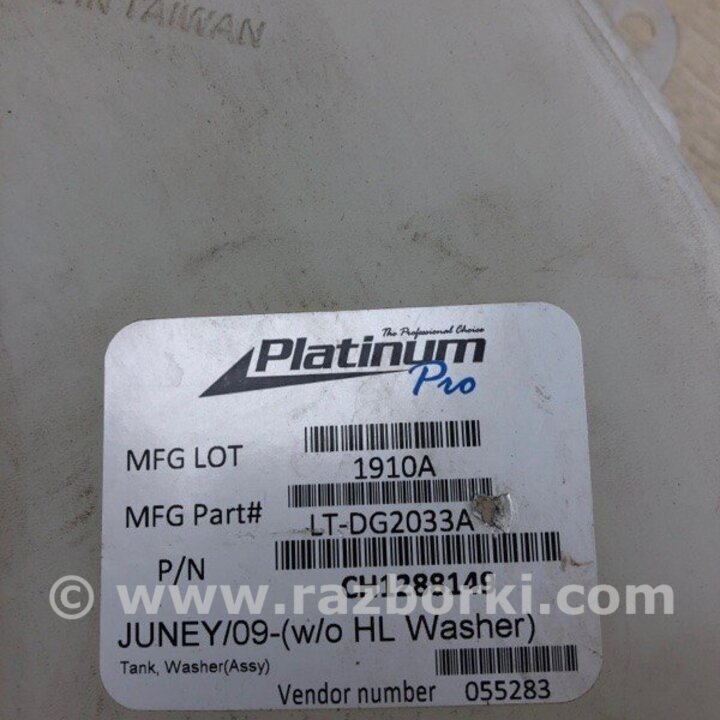 IN TAIWAN
The Professional Choice
Platinum
Pro
MFG LOT 1910A
MFG Part# LT-DG2033A
P/N CH1288149
© www.razborki.com
JUNEY/09-(w/o HL Washer)
Tank, Washer(Assy)
Vendor number 055283